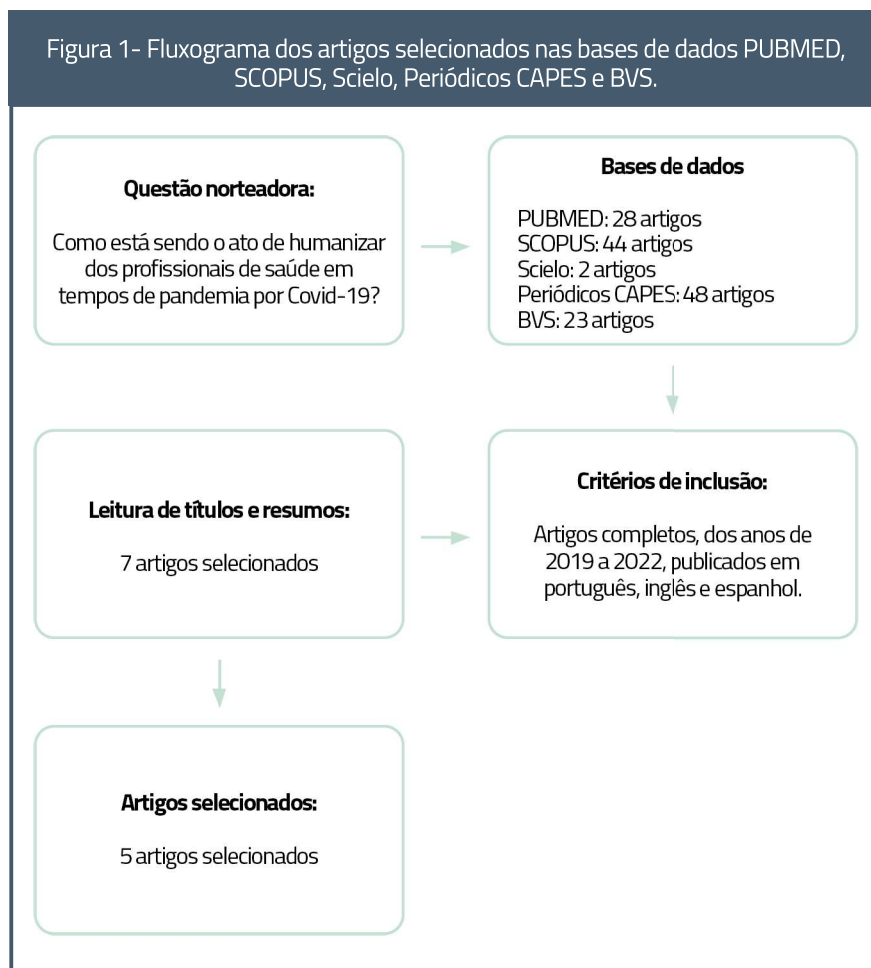 Figura 1- Fluxograma dos artigos selecionados nas bases de dados PUBMED,
SCOPUS, Scielo, Periódicos CAPES e BVS.
Questão norteadora:
Como está sendo o ato de humanizar
dos profissionais de saúde em
tempos de pandemia por Covid-19?
Bases de dados
PUBMED: 28 artigos
SCOPUS: 44 artigos
Scielo: 2 artigos
Periódicos CAPES: 48 artigos
BVS: 23 artigos
Leitura de títulos e resumos:
7 artigos selecionados
Critérios de inclusão:
Artigos completos, dos anos de
2019 a 2022, publicados em
português, inglês e espanhol.
Artigos selecionados:
5 artigos selecionados